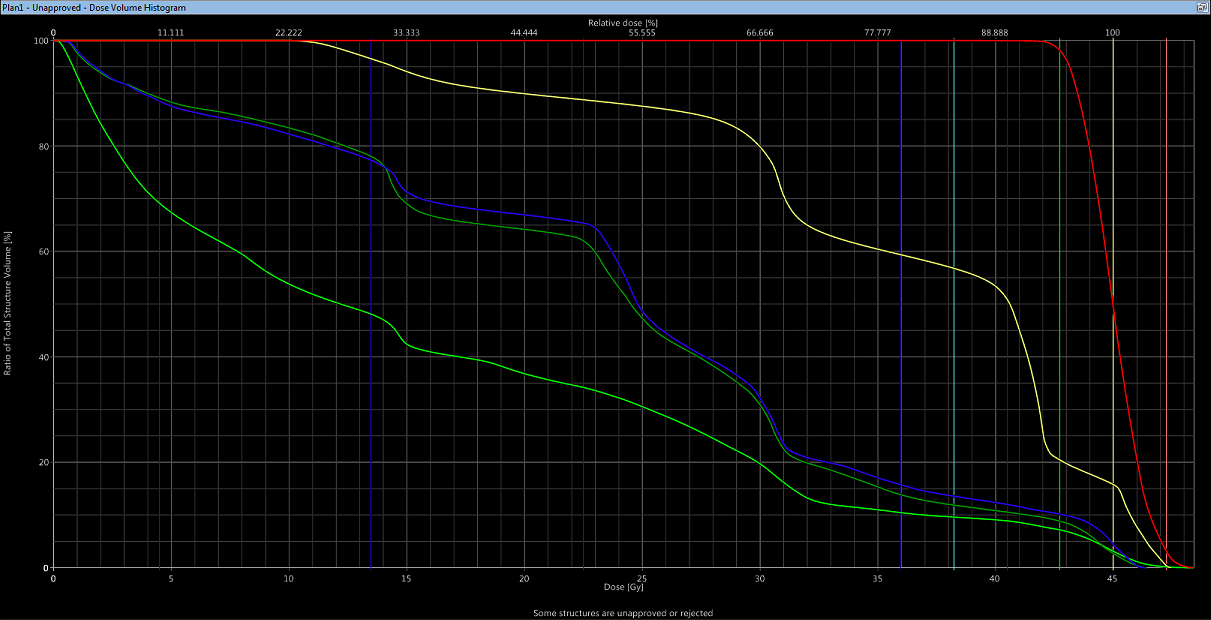 Plan1 - Unapproved - Dose Volume Histogram
Relative dose [%]
0 11.111 22.222 33.333 44.444 55.555 66.666 77.777 88.888 100
100
80
60
40
20
0
Ratio of Total Structure Volume [%]
0 5 10 15 20 25 30 35 40 45
Dose [Gy]
Some structures are unapproved or rejected